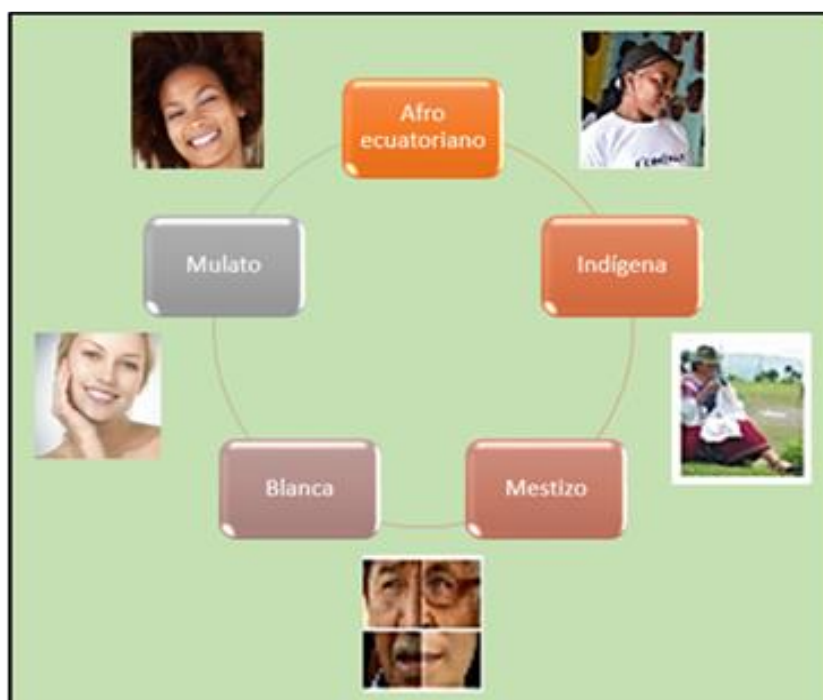 Afro
ecuatoriano
Mulato
Indígena
Blanca
Mestizo